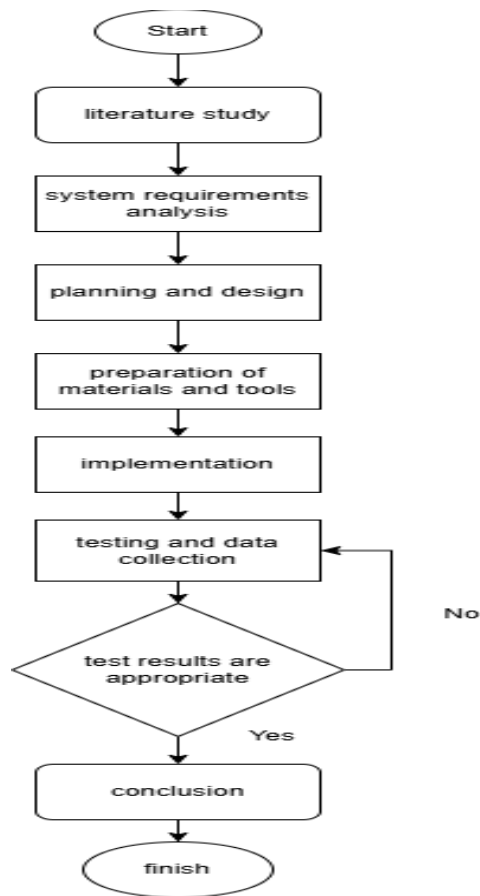 Start
literature study
system requirements
analysis
planning and design
preparation of
materials and tools
implementation
testing and data
collection
No
test results are
appropriate
Yes
conclusion
finish